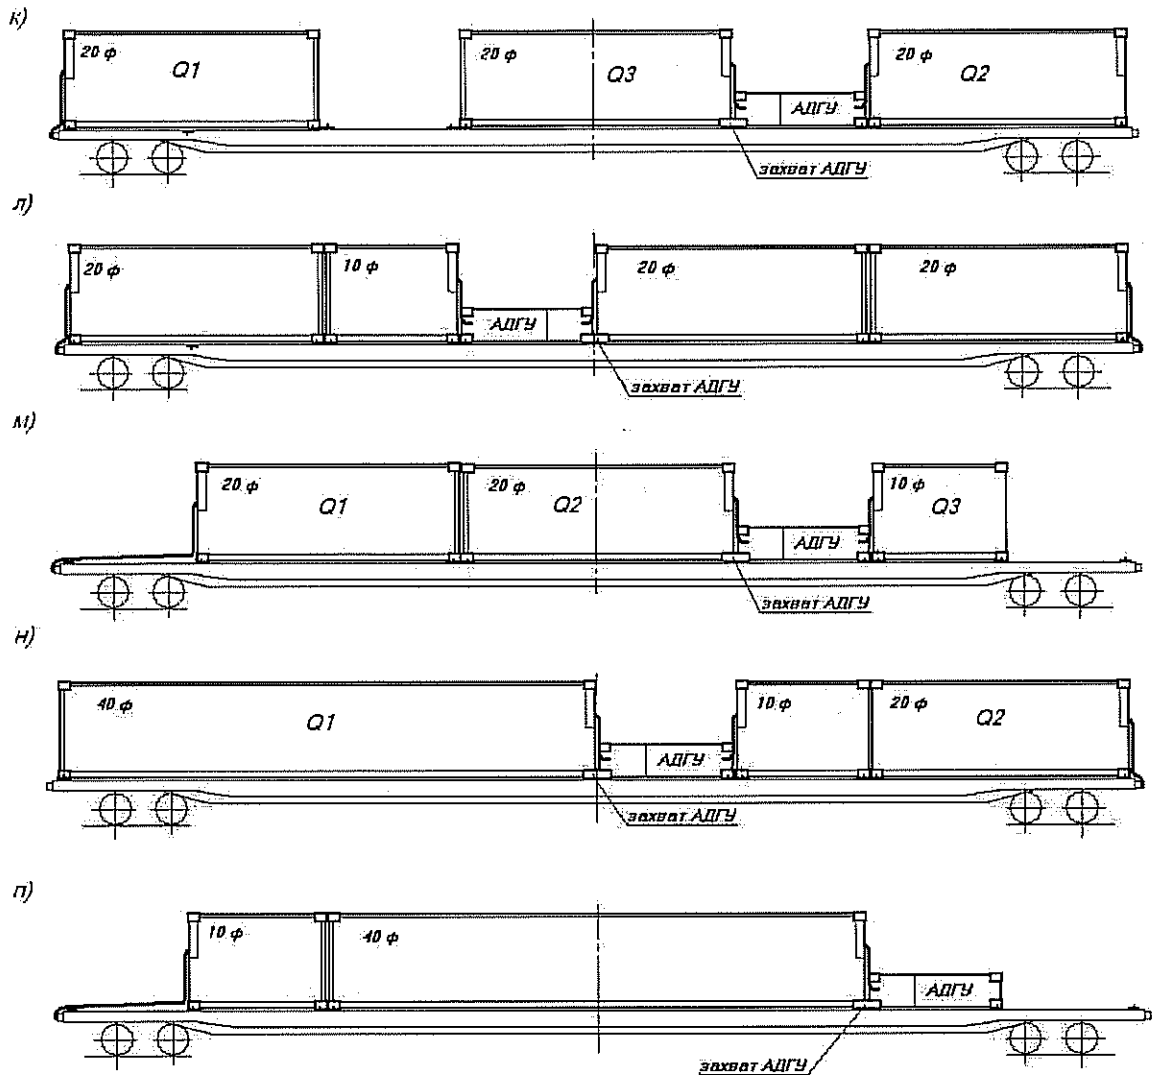 к)
20 ф Q1 20 ф Q3 20 ф Q2
АДГУ
захват АДГУ
л)
20 ф 10 ф 20 ф 20 ф
АДГУ
захват АДГУ
м)
20 ф Q1 20 ф Q2 10 ф Q3
АДГУ
захват АДГУ
н)
40 ф Q1 10 ф 20 ф Q2
АДГУ
захват АДГУ
п)
10 ф 40 ф
АДГУ
захват АДГУ